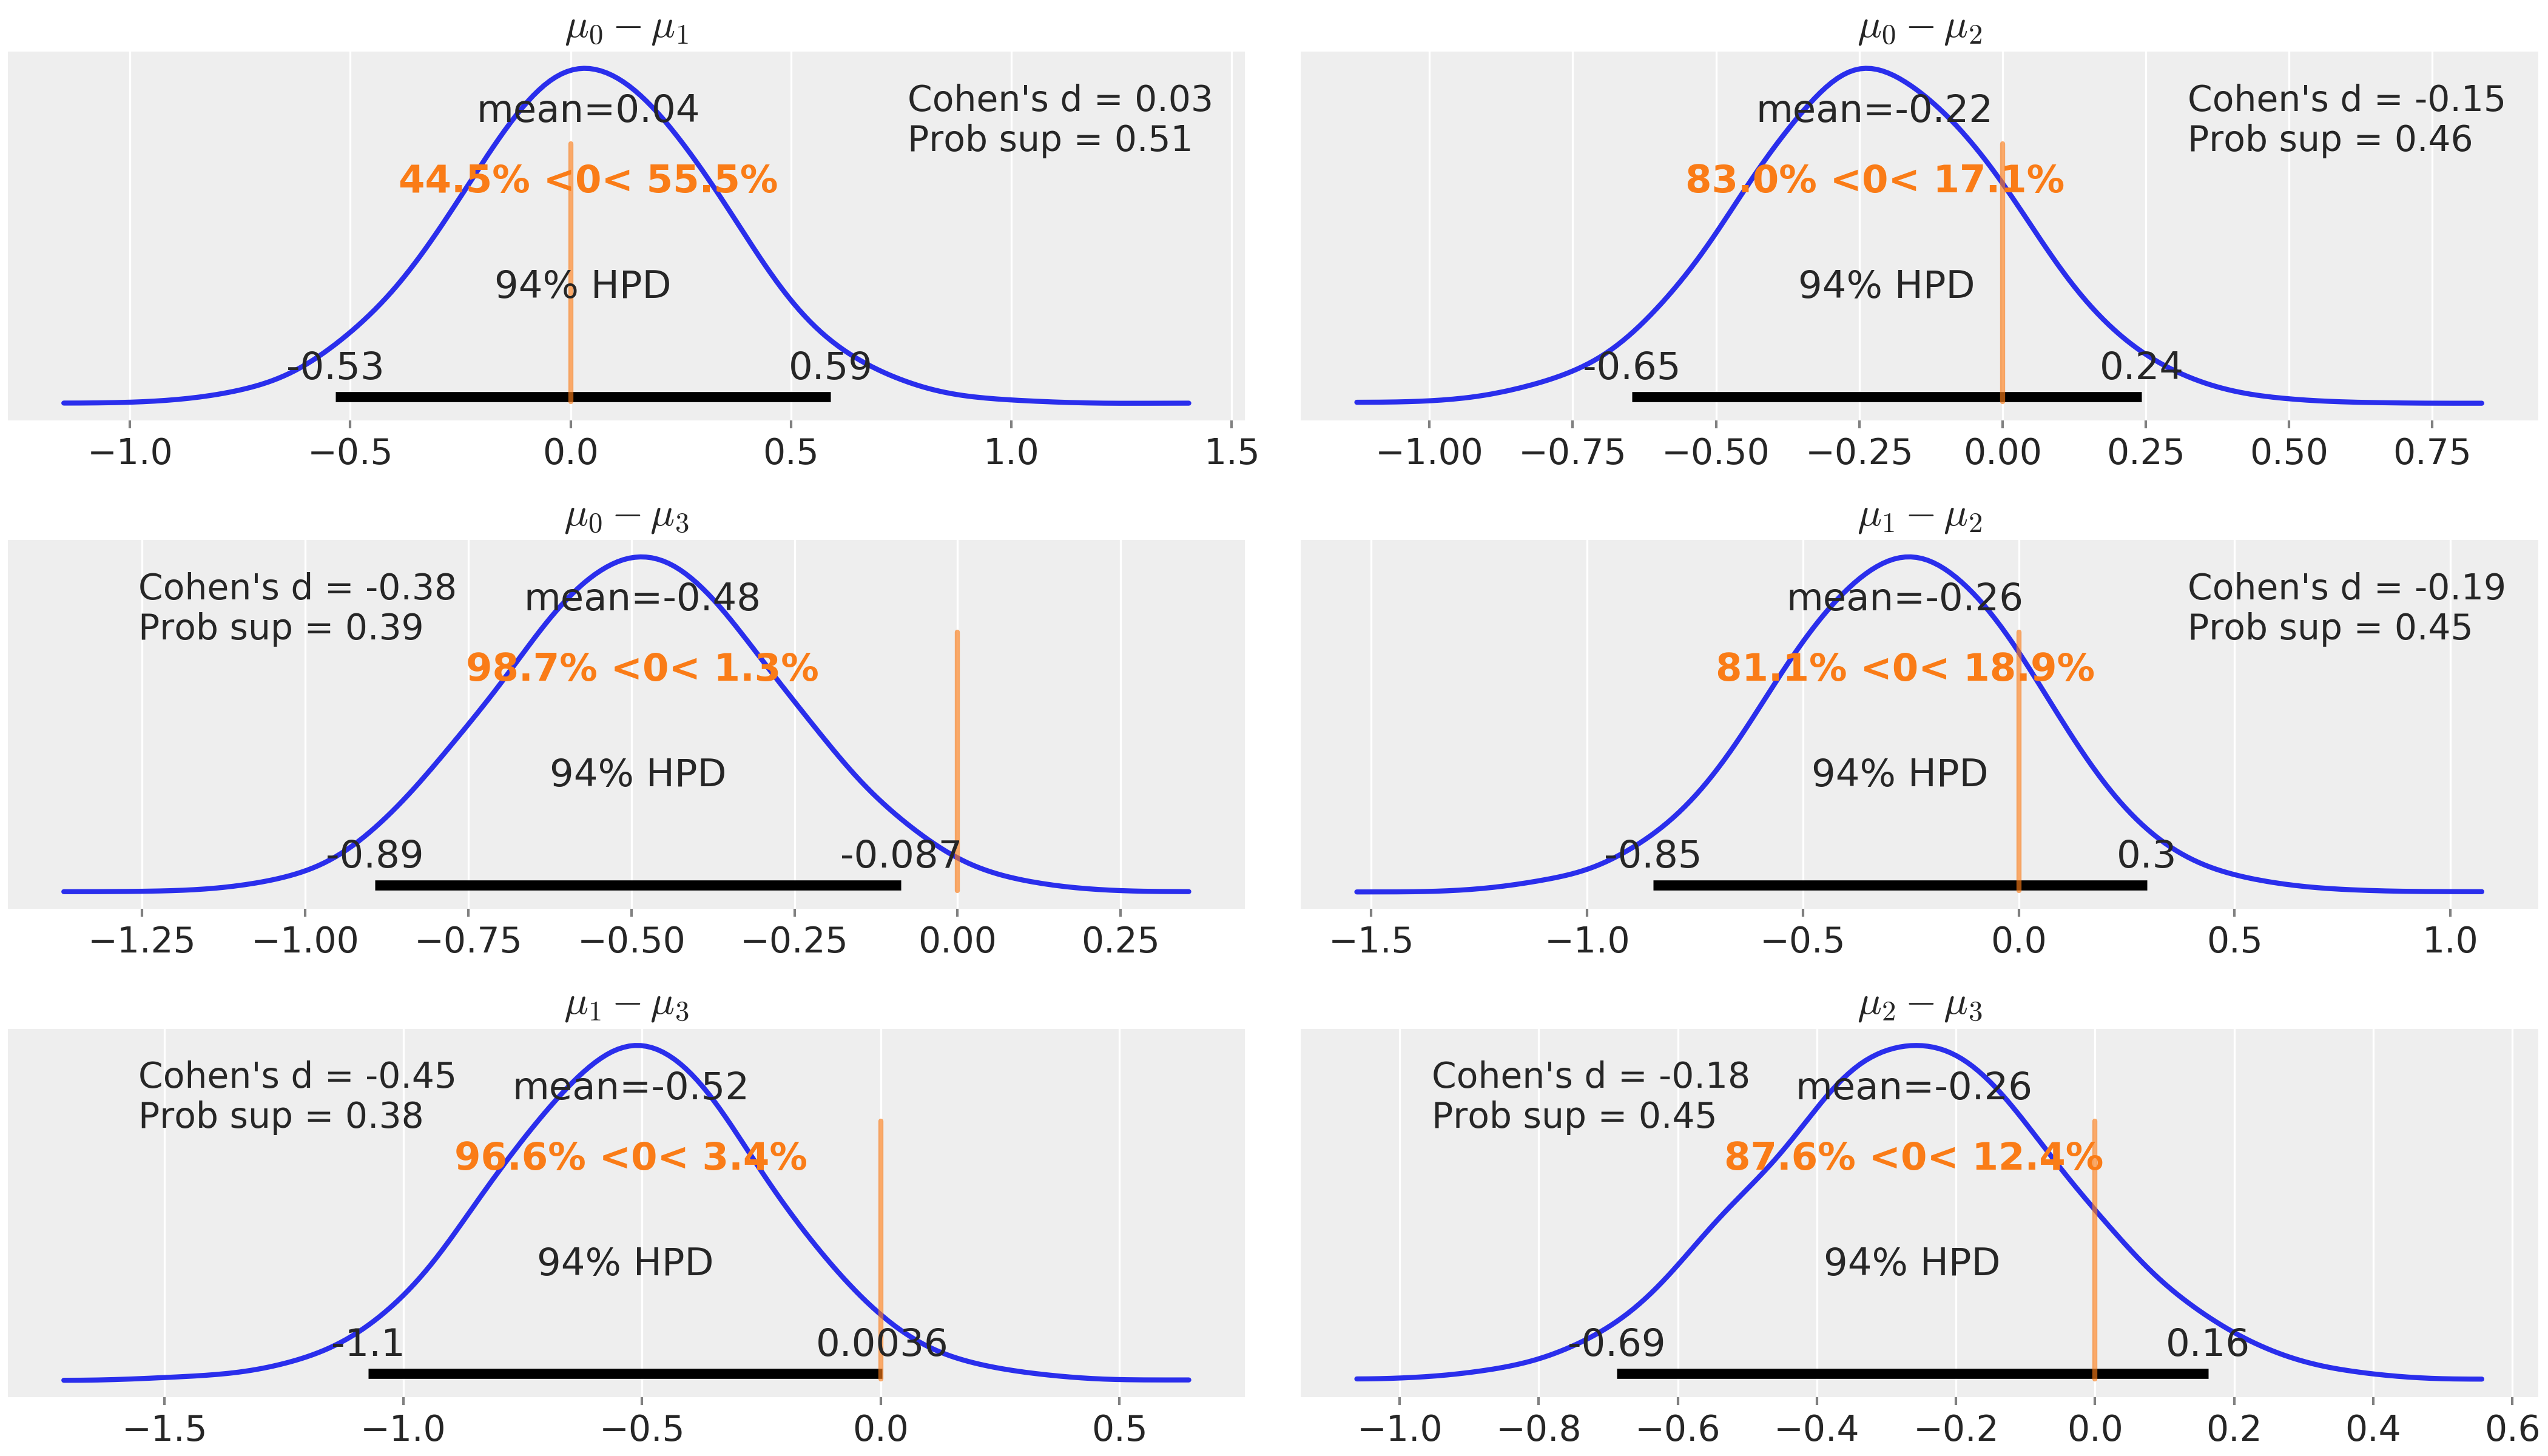 μ0 − μ1
mean=0.04
Cohen's d = 0.03
Prob sup = 0.51
44.5% <0< 55.5%
94% HPD
-0.53
0.59
−1.0 −0.5 0.0 0.5 1.0 1.5
μ0 − μ2
mean=-0.22
Cohen's d = -0.15
Prob sup = 0.46
83.0% <0< 17.1%
94% HPD
-0.65
0.24
−1.00 −0.75 −0.50 −0.25 0.00 0.25 0.50 0.75
μ0 − μ3
Cohen's d = -0.38
Prob sup = 0.39
mean=-0.48
98.7% <0< 1.3%
94% HPD
-0.89
-0.087
−1.25 −1.00 −0.75 −0.50 −0.25 0.00 0.25
μ1 − μ2
mean=-0.26
Cohen's d = -0.19
Prob sup = 0.45
81.1% <0< 18.9%
94% HPD
-0.85
0.3
−1.5 −1.0 −0.5 0.0 0.5 1.0
μ1 − μ3
Cohen's d = -0.45
Prob sup = 0.38
mean=-0.52
96.6% <0< 3.4%
94% HPD
-1.1
0.0036
−1.5 −1.0 −0.5 0.0 0.5
μ2 − μ3
Cohen's d = -0.18
Prob sup = 0.45
mean=-0.26
87.6% <0< 12.4%
94% HPD
-0.69
0.16
−1.0 −0.8 −0.6 −0.4 −0.2 0.0 0.2 0.4 0.6